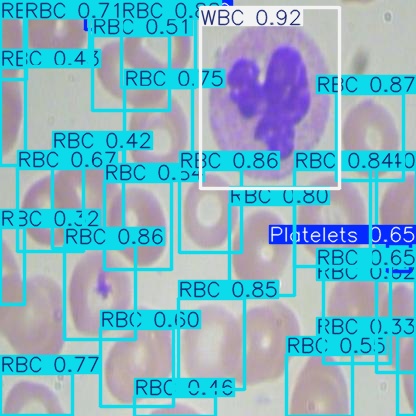 RBC 0.71
RBC 0.51
WBC 0.92
RBC 0.43
RBC 0.75
RBC 0.87
RBC 0.42
RBC 0.67
RBC 0.54
RBC 0.86
RBC 0.84
RBC 0.80
RBC 0.32
RBC 0.86
Platelets 0.65
RBC 0.65
RBC 0.85
RBC 0.60
RBC 0.33
RBC 0.55
RBC 0.77
RBC 0.46